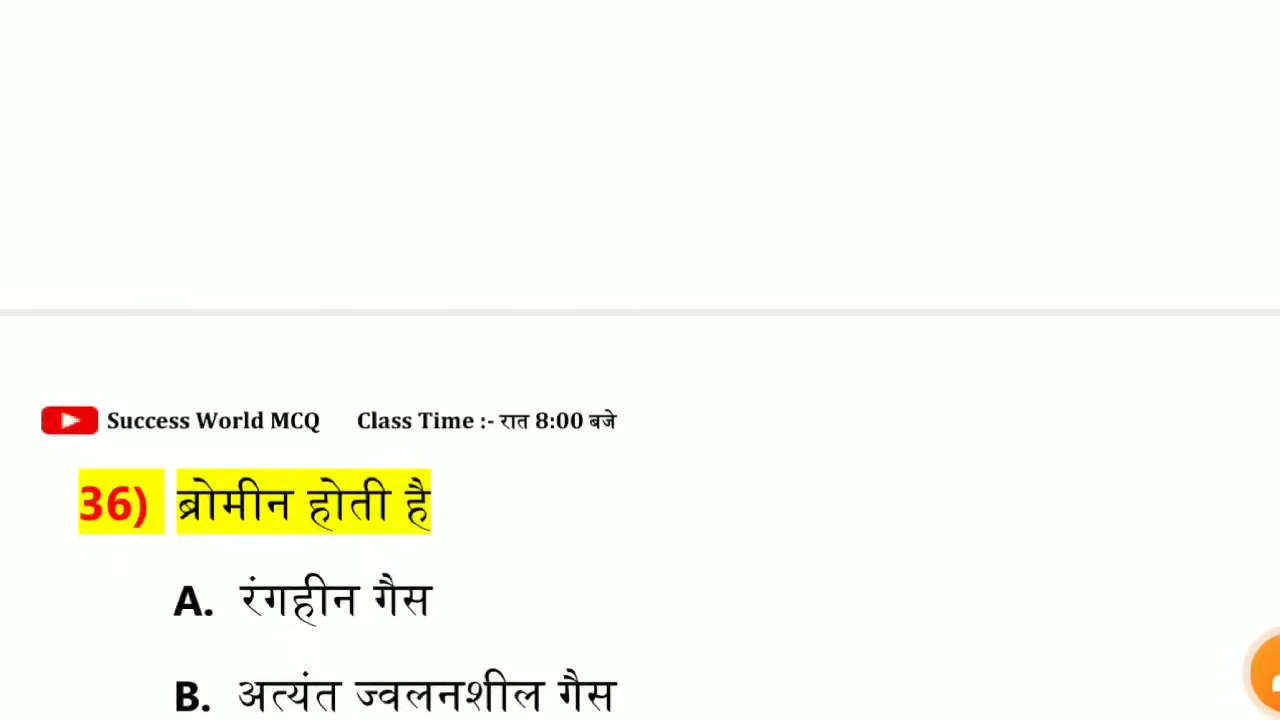 Success World MCQ Class Time :- रात 8:00 बजे
36) ब्रोमीन होती है
A. रंगहीन गैस
B. अत्यंत ज्वलनशील गैस